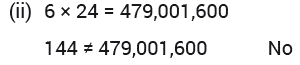 (ii) 6 × 24 = 479,001,600
144 ≠ 479,001,600 No